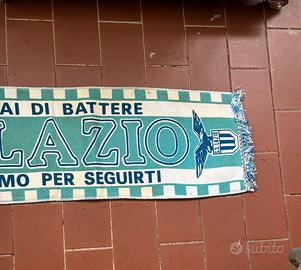 AI DI BATTERE
LAZIO
MO PER SEGUIRTI
subito